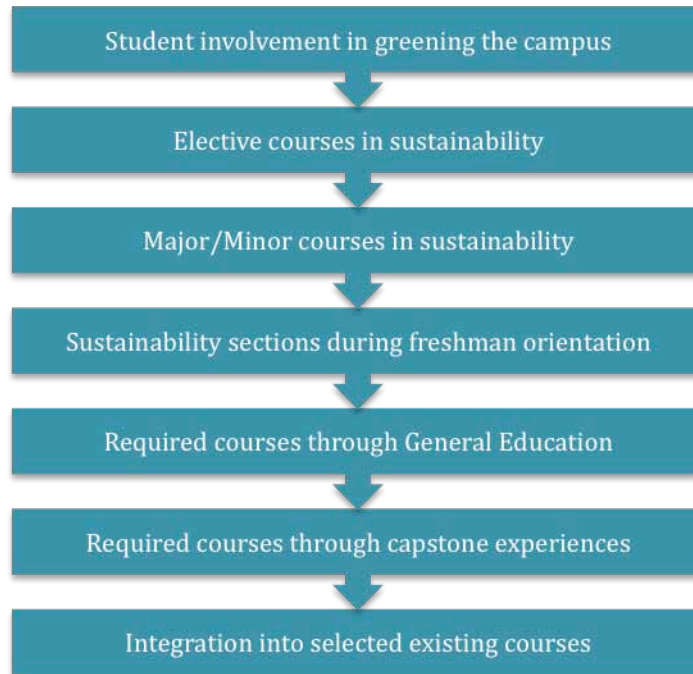 Student involvement in greening the campus
Elective courses in sustainability
Major/Minor courses in sustainability
Sustainability sections during freshman orientation
Required courses through General Education
Required courses through capstone experiences
Integration into selected existing courses